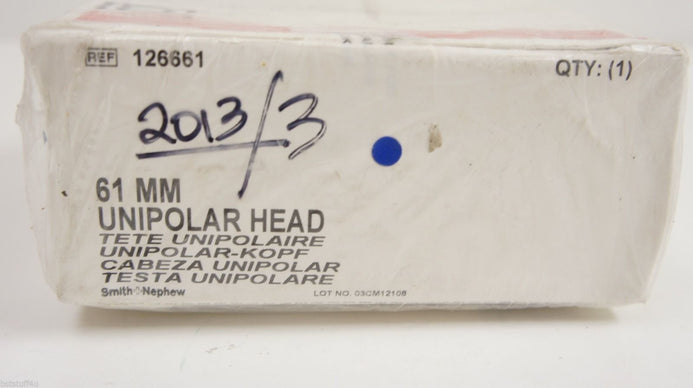 REF 126661
QTY: (1)
2013/3
61 MM
UNIPOLAR HEAD
TETE UNIPOLAIRE
UNIPOLAR-KOPF
CABEZA UNIPOLAR
TESTA UNIPOLARE
Smith Nephew
LOT NO. 03CM12108
bststuff4u